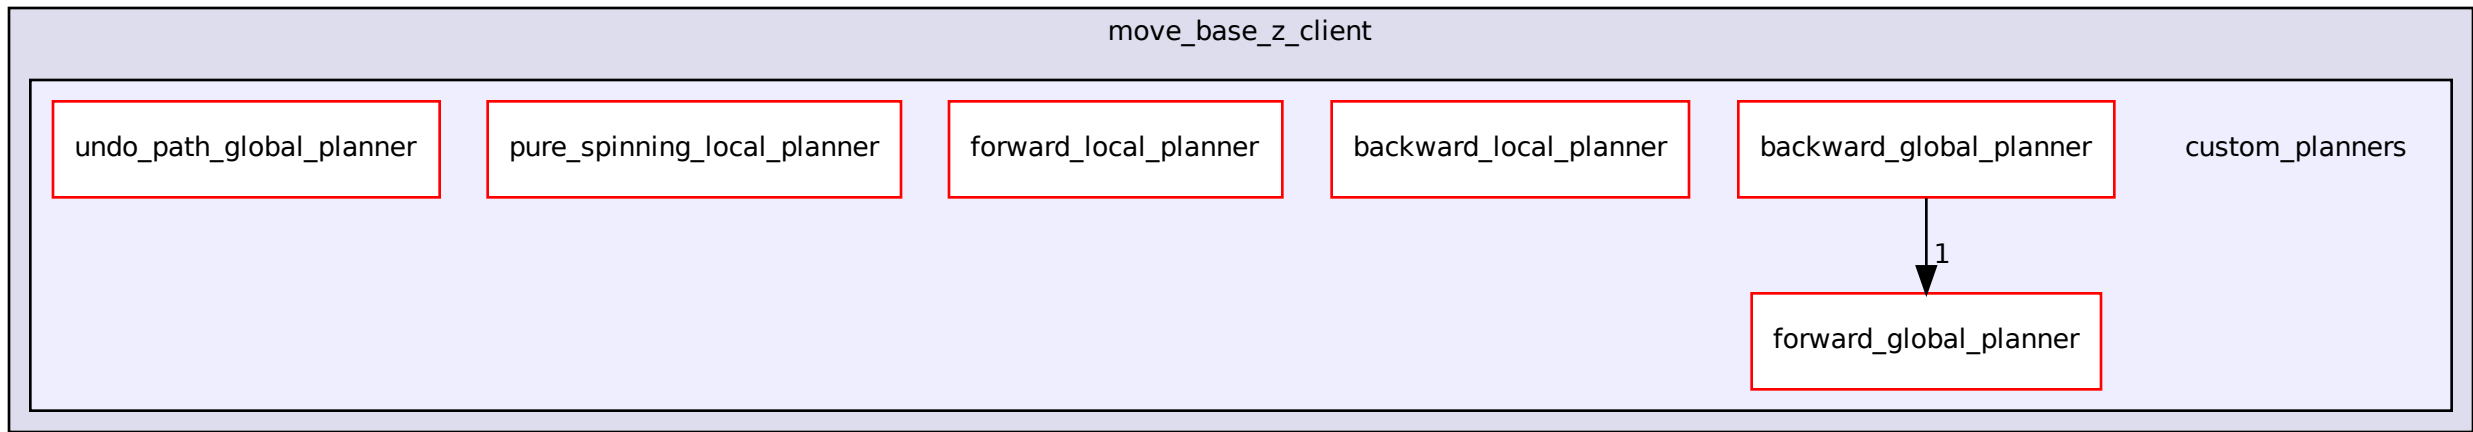 move_base_z_client
undo_path_global_planner
pure_spinning_local_planner
forward_local_planner
backward_local_planner
backward_global_planner
custom_planners
1
forward_global_planner